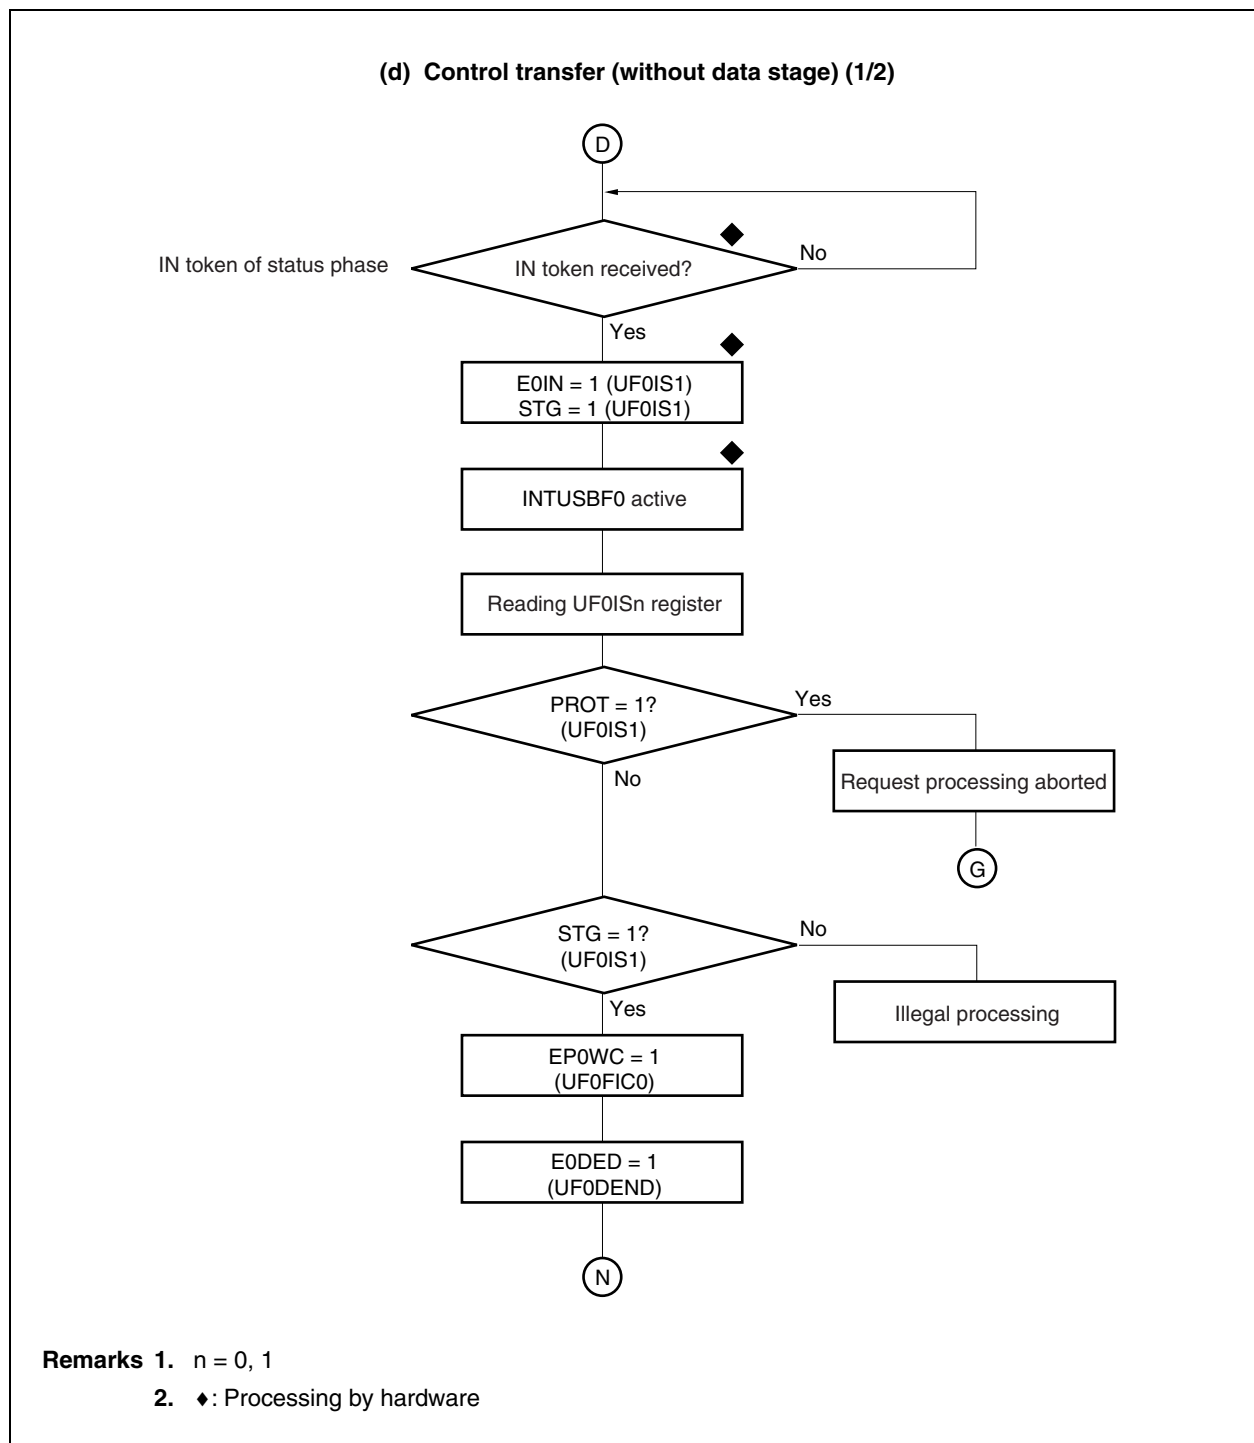 (d) Control transfer (without data stage) (1/2)
D
IN token of status phase
IN token received?
No
Yes
E0IN = 1 (UF0IS1)
STG = 1 (UF0IS1)
INTUSBF0 active
Reading UF0ISn register
PROT = 1?
(UF0IS1)
Yes
No
Request processing aborted
G
STG = 1?
(UF0IS1)
No
Yes
Illegal processing
EP0WC = 1
(UF0FIC0)
E0DED = 1
(UF0DEND)
N
Remarks 1. n = 0, 1
2. ♦: Processing by hardware